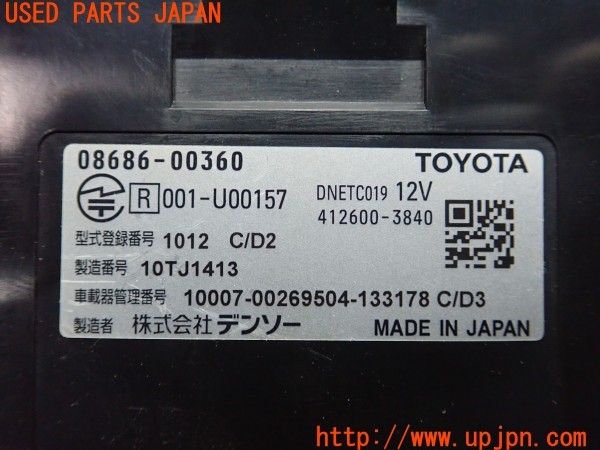 USED PARTS JAPAN
08686-00360
TOYOTA
R 001-U00157
DNETC019 12V
412600-3840
型式登録番号 1012 C/D2
製造番号 10TJ1413
車載器管理番号 10007-00269504-133178 C/D3
製造者 株式会社 デンソー
MADE IN JAPAN
http://www.upjpn.com/